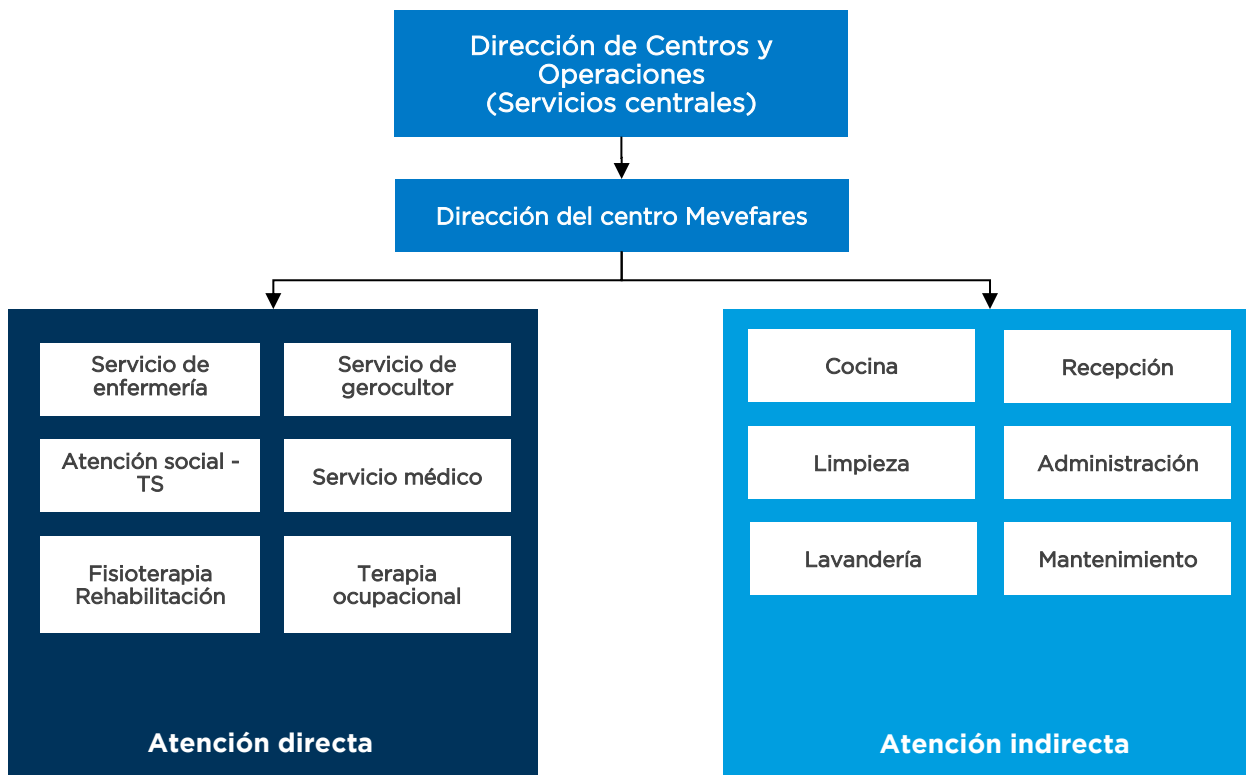 Dirección de Centros y
Operaciones
(Servicios centrales)
Dirección del centro Mevefares
Servicio de
enfermería
Servicio de
gerocultor
Atención social -
TS
Servicio médico
Fisioterapia
Rehabilitación
Terapia
ocupacional
Atención directa
Cocina
Recepción
Limpieza
Administración
Lavandería
Mantenimiento
Atención indirecta